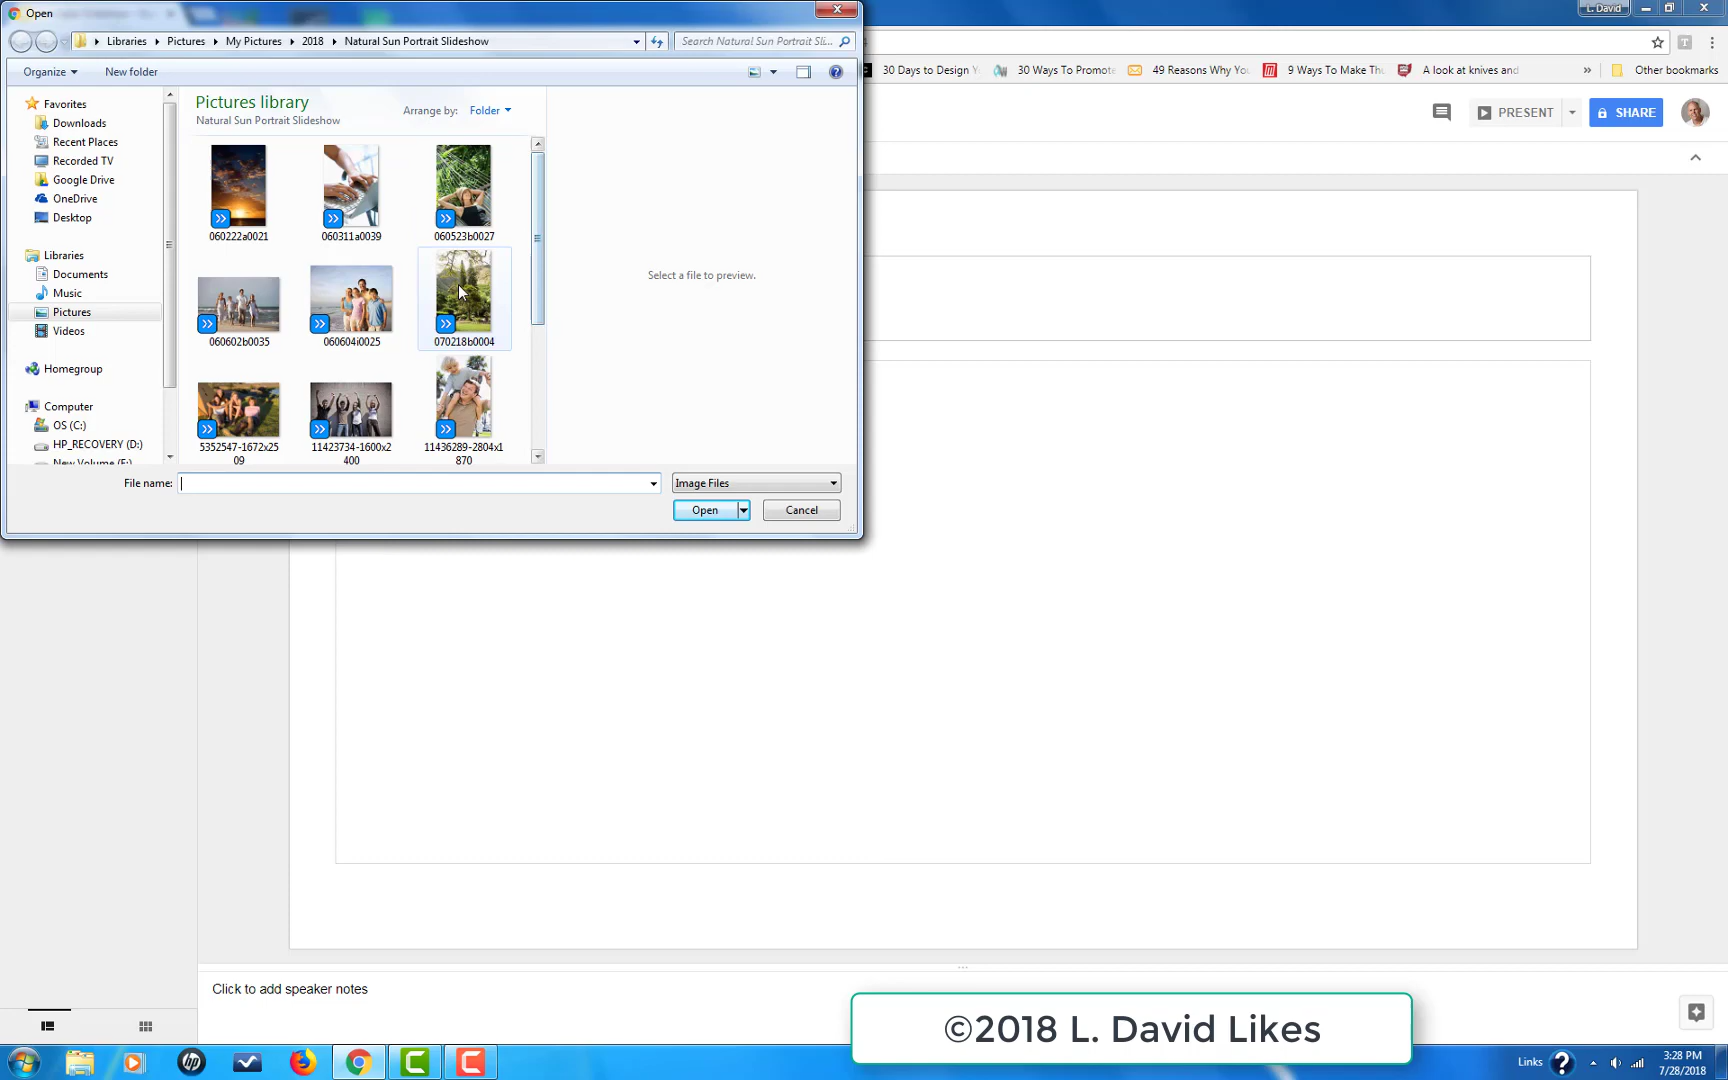 Open
L. David
Libraries Pictures My Pictures 2018 Natural Sun Portrait Slideshow
Search Natural Sun Portrait Sli...
Organize
New folder
30 Days to Design Y
30 Ways To Promot
49 Reasons Why You
9 Ways To Make Th
A look at knives and
»
Other bookmarks
Favorites
Downloads
Recent Places
Recorded TV
Google Drive
OneDrive
Desktop
Libraries
Documents
Music
Pictures
Videos
Homegroup
Computer
OS (C:)
HP_RECOVERY (D:)
New Volume (F:)
Pictures library
Natural Sun Portrait Slideshow
Arrange by: Folder
060222a0021
060311a0039
060523b0027
060602b0035
060604i0025
070218b0004
5352547-1672x25
09
11423734-1600x2
400
11436289-2804x1
870
Select a file to preview.
PRESENT
SHARE
File name:
Image Files
Open
Cancel
Click to add speaker notes
©2018 L. David Likes
Links
3:28 PM
7/28/2018